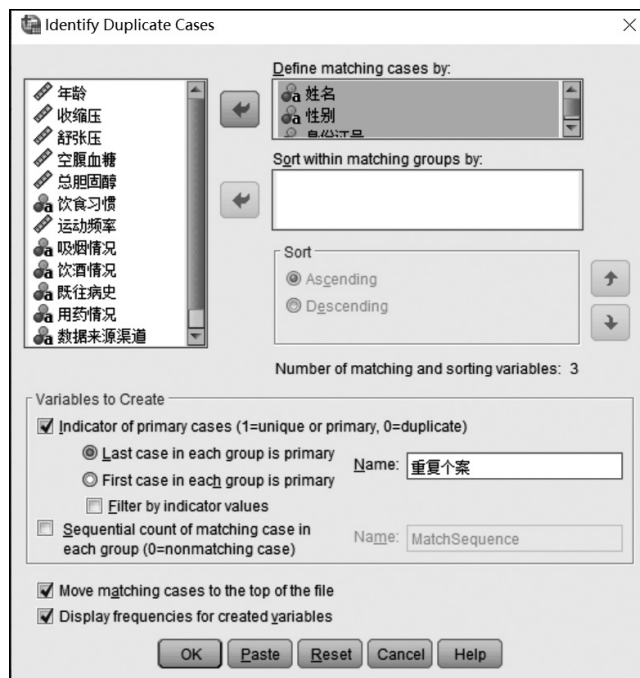 Identify Duplicate Cases
Define matching cases by:
年龄
收缩压
舒张压
空腹血糖
总胆固醇
饮食习惯
运动频率
吸烟情况
饮酒情况
既往病史
用药情况
数据来源渠道
姓名
性别
身份证号
Sort within matching groups by:
Sort
Ascending
Descending
Number of matching and sorting variables: 3
Variables to Create
Indicator of primary cases (1=unique or primary, 0=duplicate)
Last case in each group is primary
First case in each group is primary
Name: 重复个案
Filter by indicator values
Sequential count of matching case in
each group (0=nonmatching case)
Name: MatchSequence
Move matching cases to the top of the file
Display frequencies for created variables
OK Paste Reset Cancel Help